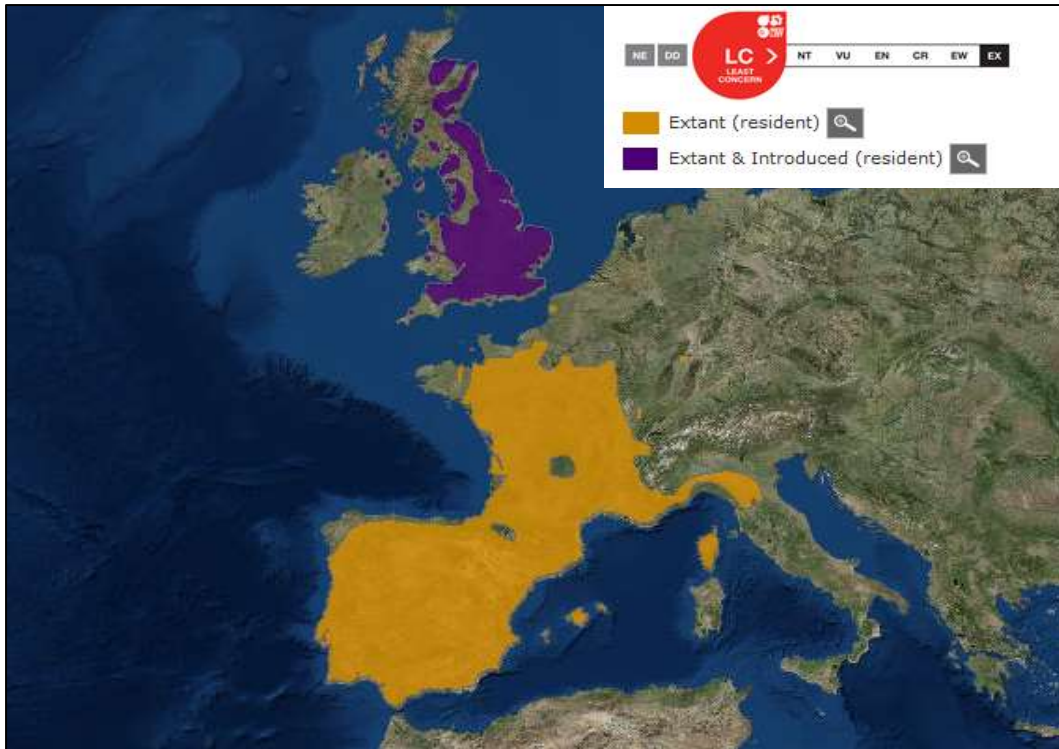 NE DD LC > NT VU EN CR EW EX
LEAST
CONCERN
Extant (resident)
Extant & Introduced (resident)